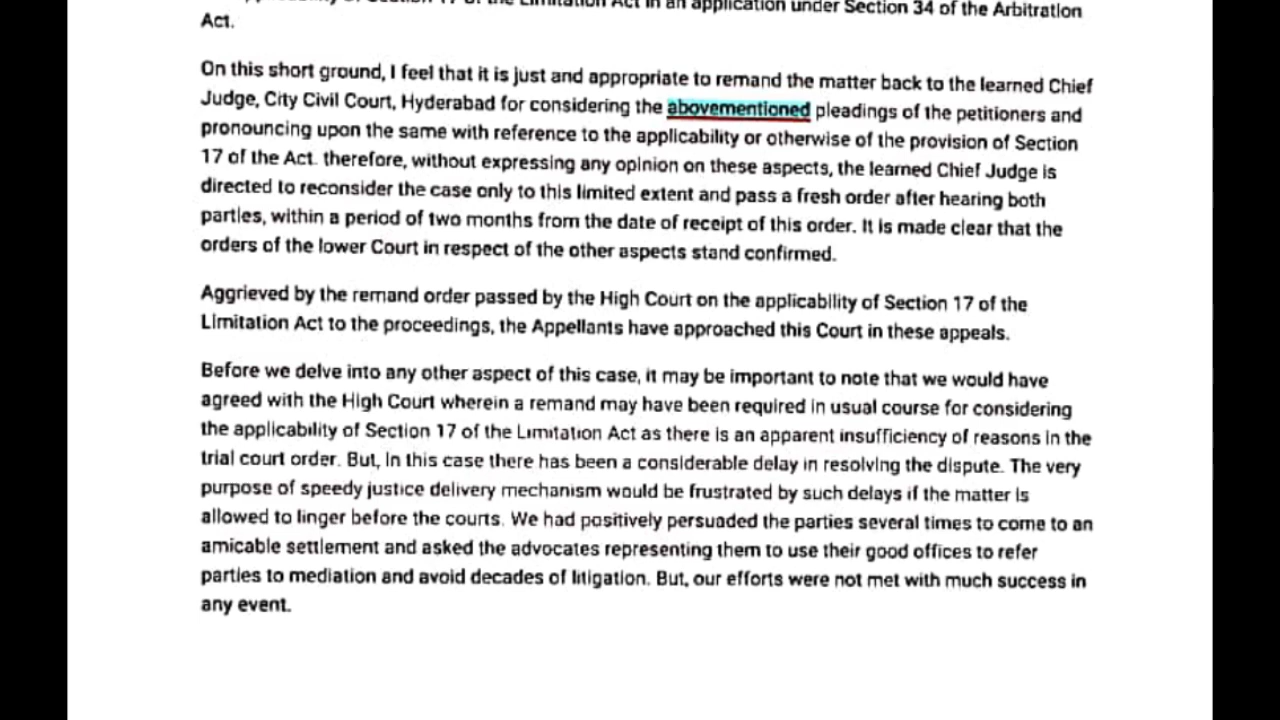 of the Limitation Act in an application under Section 34 of the Arbitration
Act.
On this short ground, I feel that it is just and appropriate to remand the matter back to the learned Chief
Judge, City Civil Court, Hyderabad for considering the abovementioned pleadings of the petitioners and
pronouncing upon the same with reference to the applicability or otherwise of the provision of Section
17 of the Act. therefore, without expressing any opinion on these aspects, the learned Chief Judge is
directed to reconsider the case only to this limited extent and pass a fresh order after hearing both
parties, within a period of two months from the date of receipt of this order. It is made clear that the
orders of the lower Court in respect of the other aspects stand confirmed.
Aggrieved by the remand order passed by the High Court on the applicability of Section 17 of the
Limitation Act to the proceedings, the Appellants have approached this Court in these appeals.
Before we delve into any other aspect of this case, it may be important to note that we would have
agreed with the High Court wherein a remand may have been required in usual course for considering
the applicability of Section 17 of the Limitation Act as there is an apparent insufficiency of reasons in the
trial court order. But, in this case there has been a considerable delay in resolving the dispute. The very
purpose of speedy justice delivery mechanism would be frustrated by such delays if the matter is
allowed to linger before the courts. We had positively persuaded the parties several times to come to an
amicable settlement and asked the advocates representing them to use their good offices to refer
parties to mediation and avoid decades of litigation. But, our efforts were not met with much success in
any event.